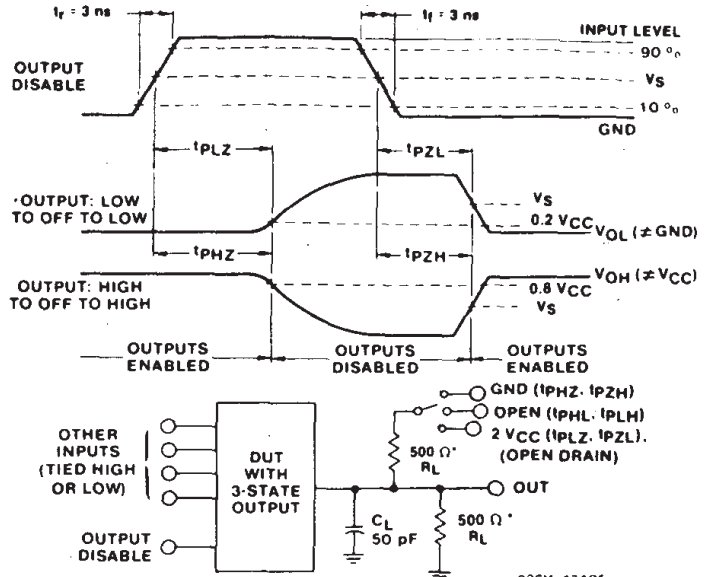 tr = 3 ns
tf = 3 ns
INPUT LEVEL
90 %
VS
10 %
GND
OUTPUT
DISABLE
tPLZ
tPZL
OUTPUT: LOW
TO OFF TO LOW
VS
0.2 VCC
VOL (≠GND)
tPHZ
tPZH
OUTPUT: HIGH
TO OFF TO HIGH
VOH (≠VCC)
0.8 VCC
VS
OUTPUTS
ENABLED
OUTPUTS
DISABLED
OUTPUTS
ENABLED
GND (tPHZ, tPZH)
OPEN (tPHL, tPLH)
2 VCC (tPLZ, tPZL),
(OPEN DRAIN)
OTHER
INPUTS
(TIED HIGH
OR LOW)
DUT
WITH
3-STATE
OUTPUT
500 Ω*
RL
OUT
OUTPUT
DISABLE
CL
50 pF
500 Ω*
RL